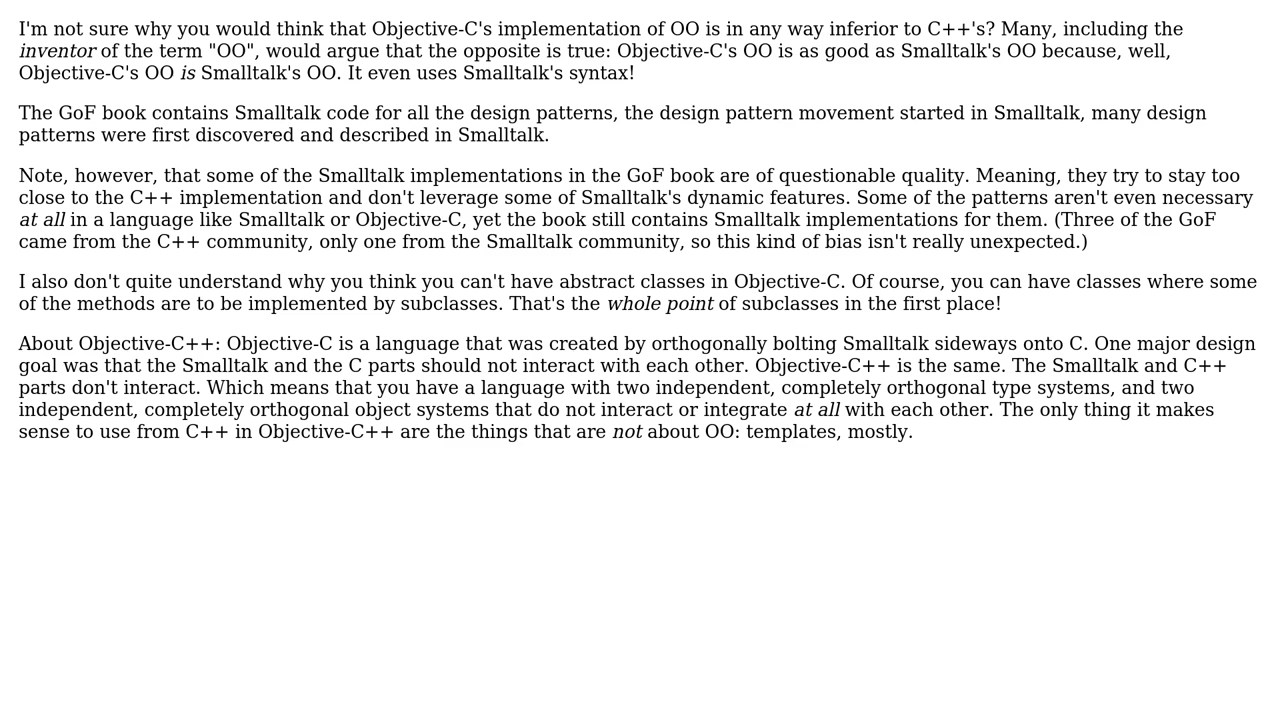 I'm not sure why you would think that Objective-C's implementation of OO is in any way inferior to C++'s? Many, including the
inventor of the term "OO", would argue that the opposite is true: Objective-C's OO is as good as Smalltalk's OO because, well,
Objective-C's OO is Smalltalk's OO. It even uses Smalltalk's syntax!
The GoF book contains Smalltalk code for all the design patterns, the design pattern movement started in Smalltalk, many design
patterns were first discovered and described in Smalltalk.
Note, however, that some of the Smalltalk implementations in the GoF book are of questionable quality. Meaning, they try to stay too
close to the C++ implementation and don't leverage some of Smalltalk's dynamic features. Some of the patterns aren't even necessary
at all in a language like Smalltalk or Objective-C, yet the book still contains Smalltalk implementations for them. (Three of the GoF
came from the C++ community, only one from the Smalltalk community, so this kind of bias isn't really unexpected.)
I also don't quite understand why you think you can't have abstract classes in Objective-C. Of course, you can have classes where some
of the methods are to be implemented by subclasses. That's the whole point of subclasses in the first place!
About Objective-C++: Objective-C is a language that was created by orthogonally bolting Smalltalk sideways onto C. One major design
goal was that the Smalltalk and the C parts should not interact with each other. Objective-C++ is the same. The Smalltalk and C++
parts don't interact. Which means that you have a language with two independent, completely orthogonal type systems, and two
independent, completely orthogonal object systems that do not interact or integrate at all with each other. The only thing it makes
sense to use from C++ in Objective-C++ are the things that are not about OO: templates, mostly.